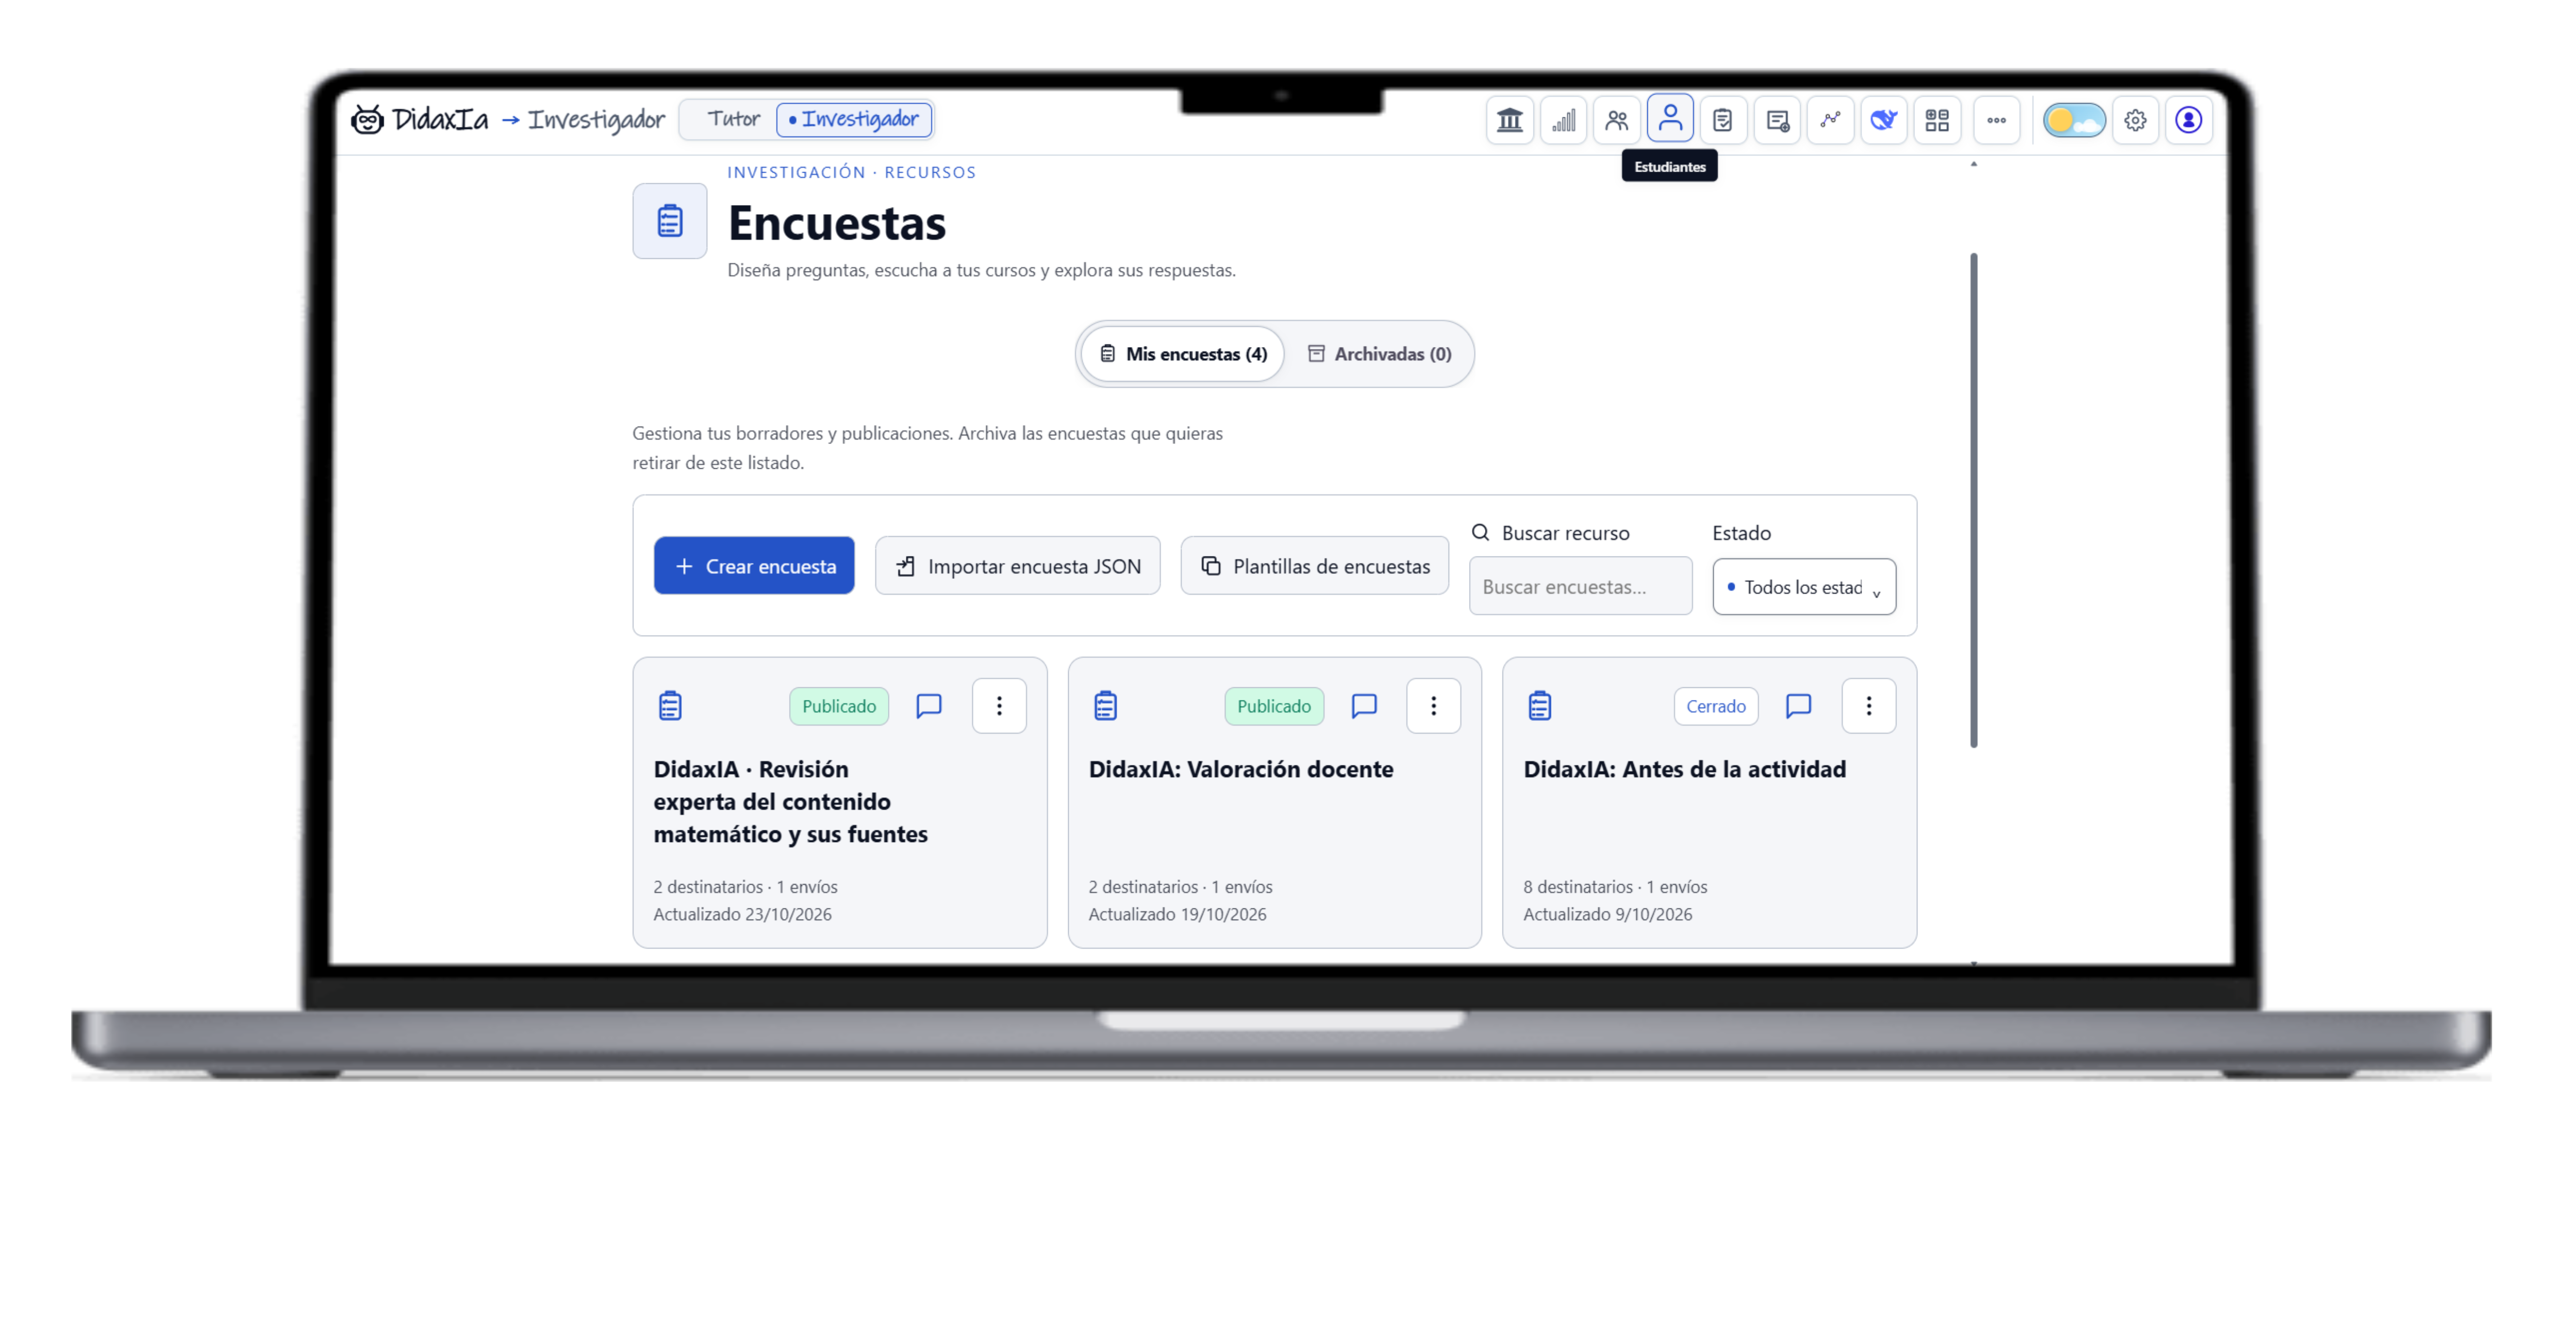 DidaxIa → Investigador
Tutor • Investigador
Estudiantes
INVESTIGACIÓN · RECURSOS
Encuestas
Diseña preguntas, escucha a tus cursos y explora sus respuestas.
Mis encuestas (4)
Archivadas (0)
Gestiona tus borradores y publicaciones. Archiva las encuestas que quieras
retirar de este listado.
+ Crear encuesta
Importar encuesta JSON
Plantillas de encuestas
Buscar recurso
Buscar encuestas...
Estado
• Todos los estad
Publicado
DidaxIA · Revisión
experta del contenido
matemático y sus fuentes
2 destinatarios · 1 envíos
Actualizado 23/10/2026
Publicado
DidaxIA: Valoración docente
2 destinatarios · 1 envíos
Actualizado 19/10/2026
Cerrado
DidaxIA: Antes de la actividad
8 destinatarios · 1 envíos
Actualizado 9/10/2026